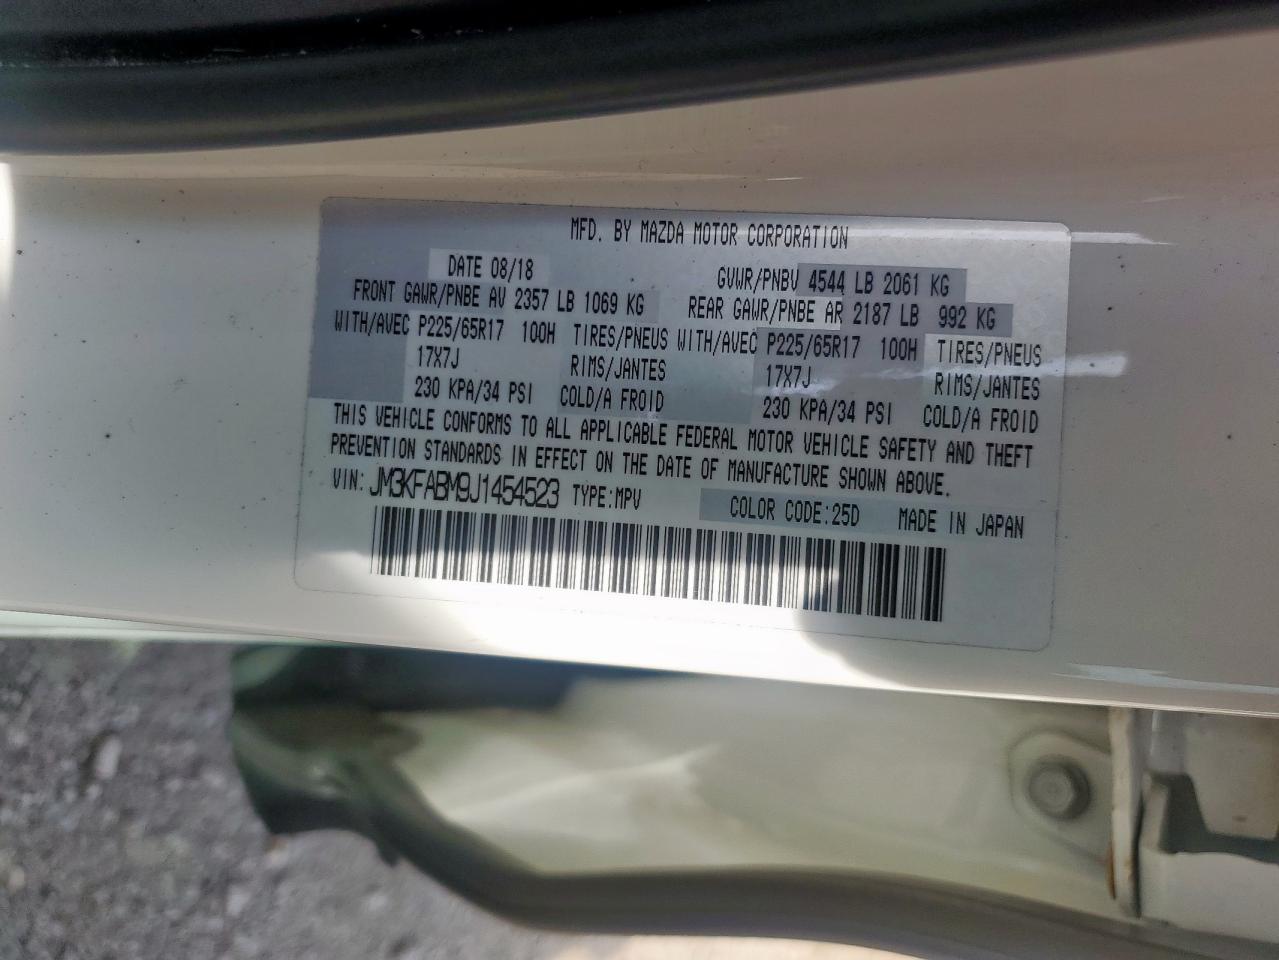 MFD. BY MAZDA MOTOR CORPORATION
DATE 08/18 GVWR/PNBV 4544 LB 2061 KG
FRONT GAWR/PNBE AV 2357 LB 1069 KG REAR GAWR/PNBE AR 2187 LB 992 KG
WITH/AVEC P225/65R17 100H TIRES/PNEUS WITH/AVEC P225/65R17 100H TIRES/PNEUS
17X7J RIMS/JANTES 17X7J RIMS/JANTES
230 KPA/34 PSI COLD/A FROID 230 KPA/34 PSI COLD/A FROID
THIS VEHICLE CONFORMS TO ALL APPLICABLE FEDERAL MOTOR VEHICLE SAFETY AND THEFT
PREVENTION STANDARDS IN EFFECT ON THE DATE OF MANUFACTURE SHOWN ABOVE.
VIN: JM3KFABM9J1454523 TYPE:MPV COLOR CODE:25D MADE IN JAPAN